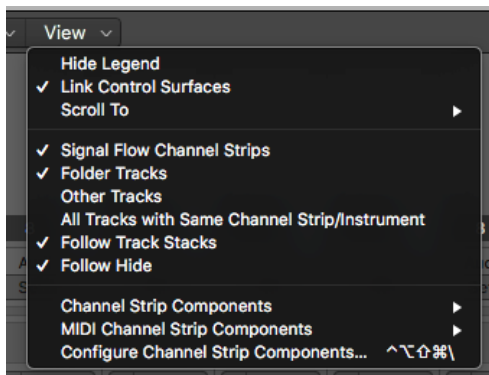 View
Hide Legend
✓ Link Control Surfaces
Scroll To
✓ Signal Flow Channel Strips
✓ Folder Tracks
Other Tracks
All Tracks with Same Channel Strip/Instrument
✓ Follow Track Stacks
✓ Follow Hide
Channel Strip Components
MIDI Channel Strip Components
Configure Channel Strip Components... ^⌥⇧⌘\